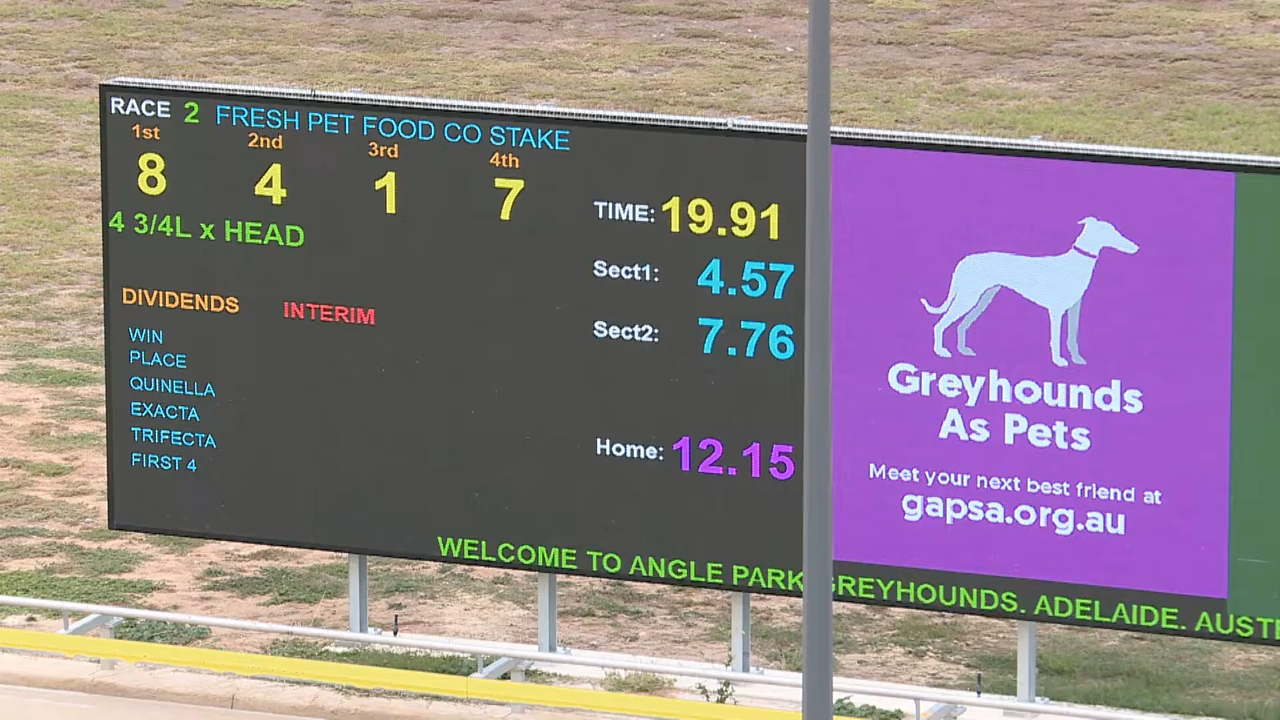 RACE 2 FRESH PET FOOD CO STAKE
1st 2nd 3rd 4th
8 4 1 7
4 3/4L x HEAD
TIME: 19.91
Sect1: 4.57
Sect2: 7.76
Home: 12.15
DIVIDENDS INTERIM
WIN
PLACE
QUINELLA
EXACTA
TRIFECTA
FIRST 4
Greyhounds
As Pets
Meet your next best friend at
gapsa.org.au
WELCOME TO ANGLE PARK GREYHOUNDS. ADELAIDE. AUST